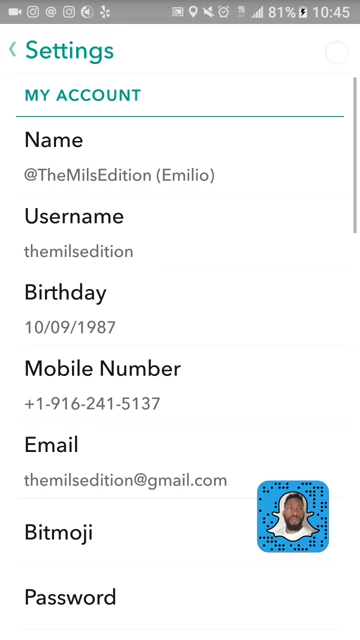 81% 10:45
Settings
MY ACCOUNT
Name
@TheMilsEdition (Emilio)
Username
themilsedition
Birthday
10/09/1987
Mobile Number
+1-916-241-5137
Email
themilsedition@gmail.com
Bitmoji
Password